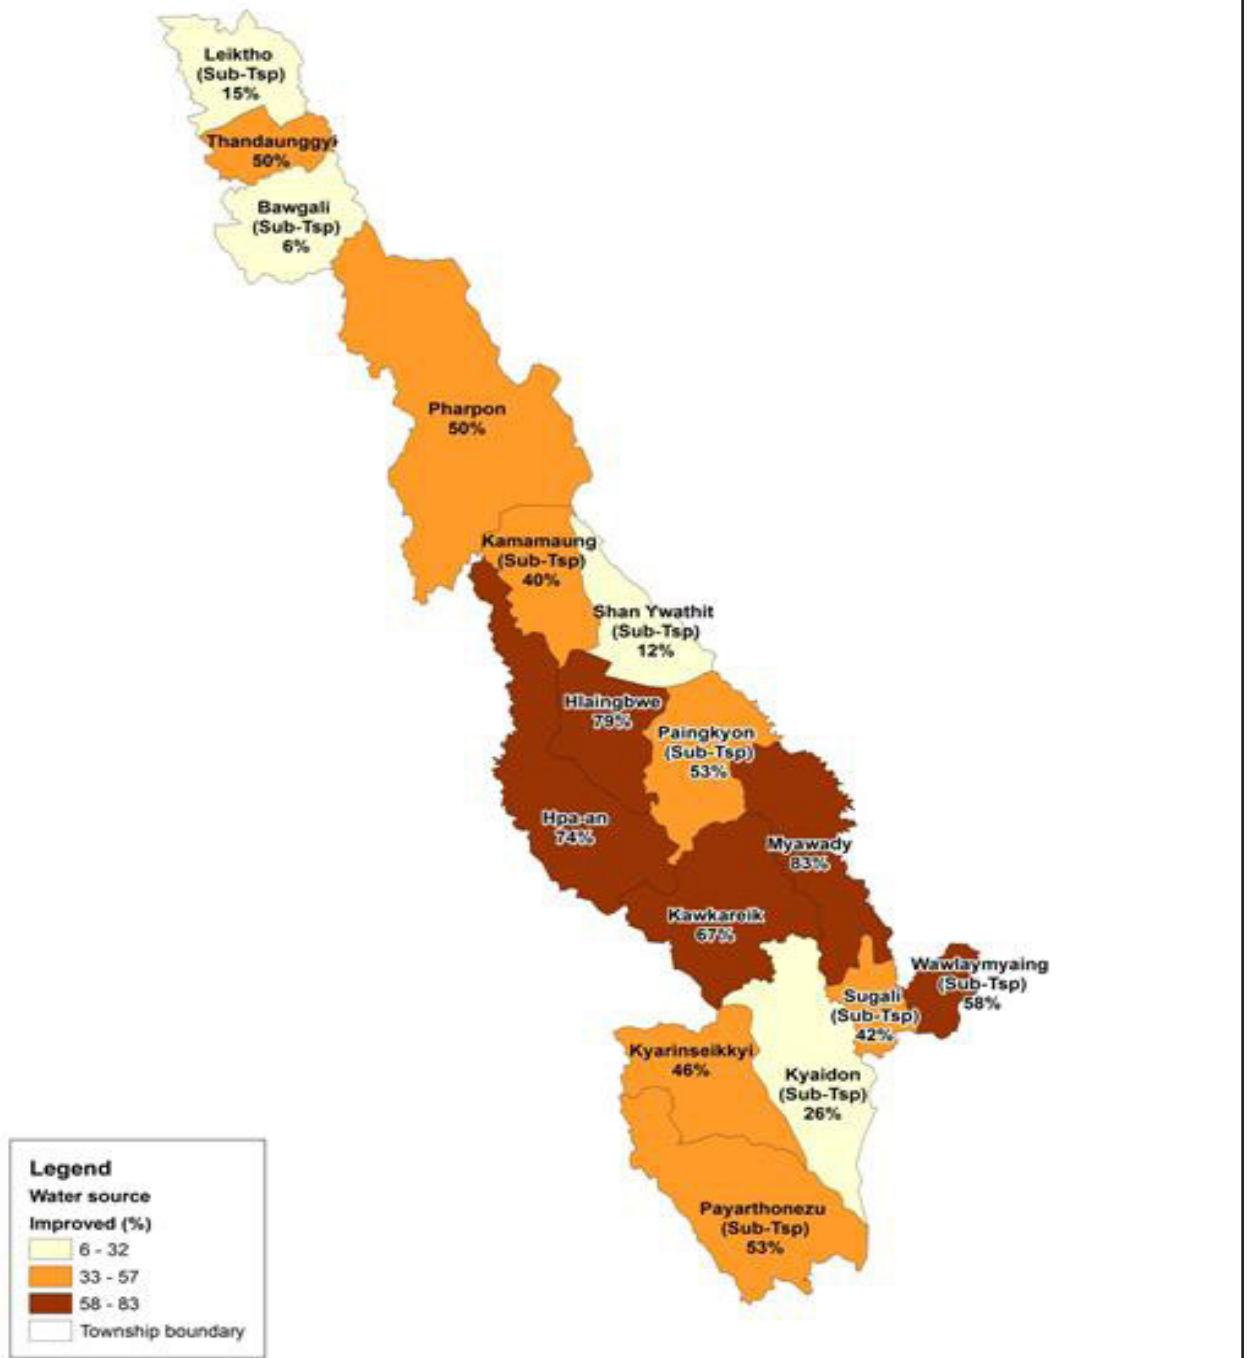 Leiktho
(Sub-Tsp)
15%
Thandaunggyi
50%
Bawgali
(Sub-Tsp)
6%
Pharpon
50%
Kamamaung
(Sub-Tsp)
40%
Shan Ywathit
(Sub-Tsp)
12%
Hlaingbwe
79%
Paingkyon
(Sub-Tsp)
53%
Hpa-an
74%
Myawady
83%
Kawkareik
67%
Wawlaymyaing
(Sub-Tsp)
58%
Sugali
(Sub-Tsp)
42%
Kyarinseikkyi
46%
Kyaidon
(Sub-Tsp)
26%
Payarthonezu
(Sub-Tsp)
53%
Legend
Water source
Improved (%)
6 - 32
33 - 57
58 - 83
Township boundary